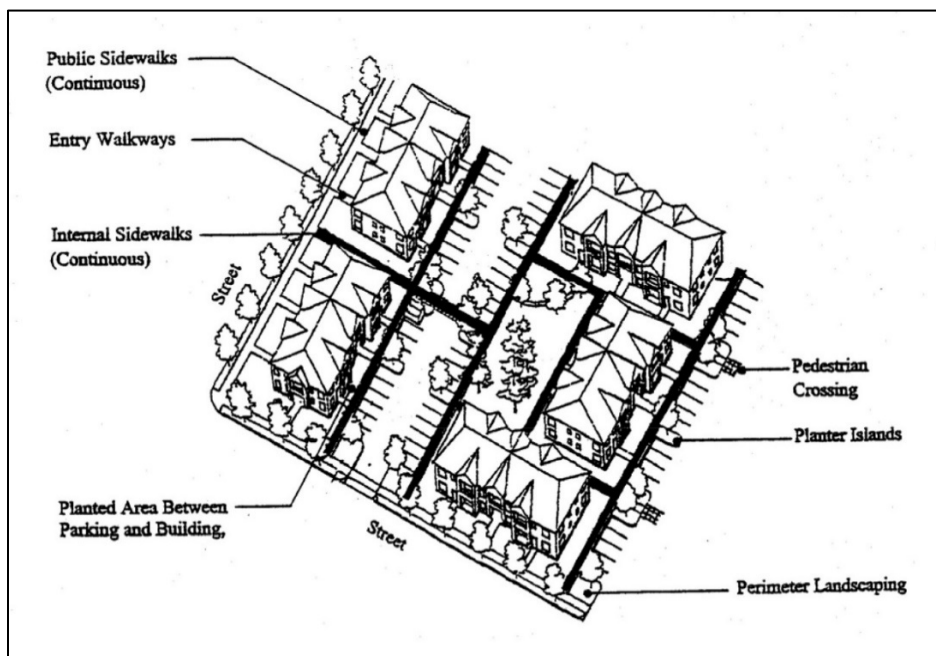 Public Sidewalks
(Continuous)
Entry Walkways
Internal Sidewalks
(Continuous)
Street
Pedestrian
Crossing
Planter Islands
Planted Area Between
Parking and Building,
Street
Perimeter Landscaping